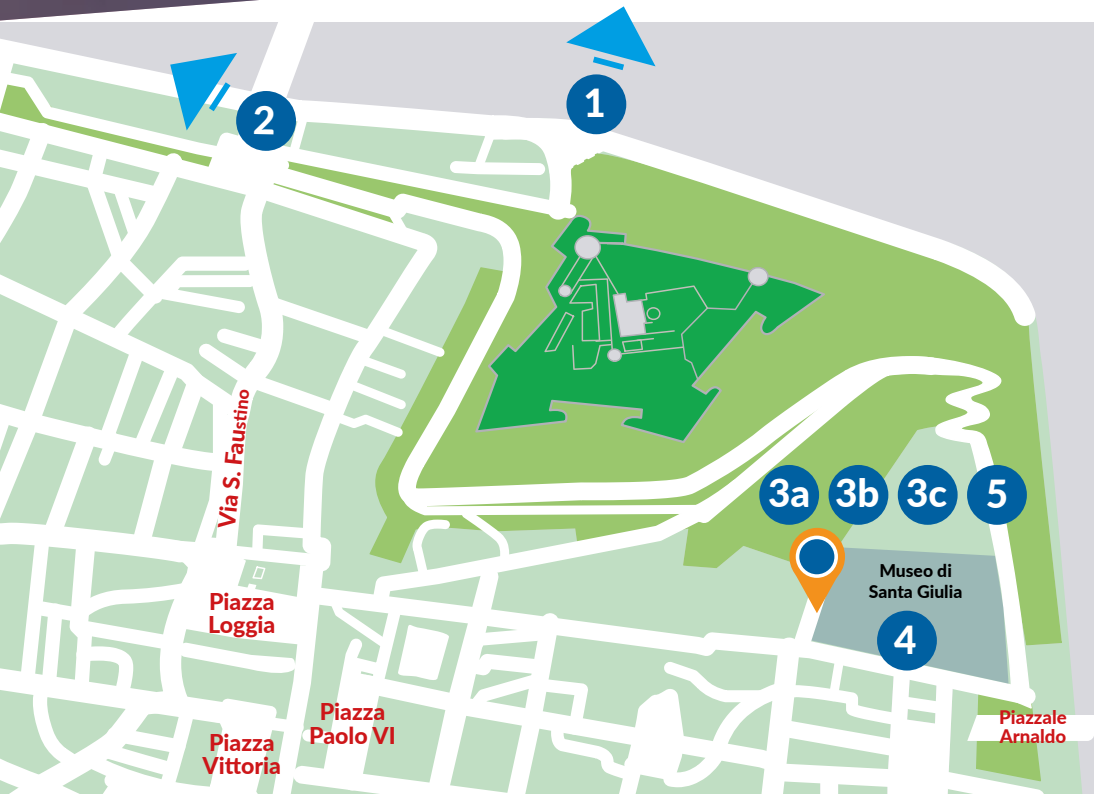 1
2
Via S. Faustino
3a 3b 3c 5
Museo di
Santa Giulia
4
Piazza
Loggia
Piazza
Paolo VI
Piazza
Vittoria
Piazzale
Arnaldo